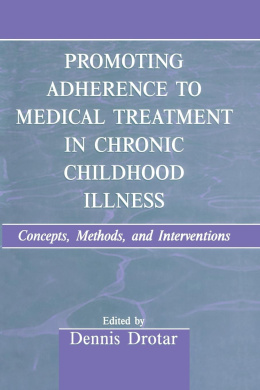 PROMOTING
ADHERENCE TO
MEDICAL TREATMENT
IN CHRONIC
CHILDHOOD
ILLNESS
Concepts, Methods, and Interventions
Edited by
Dennis Drotar